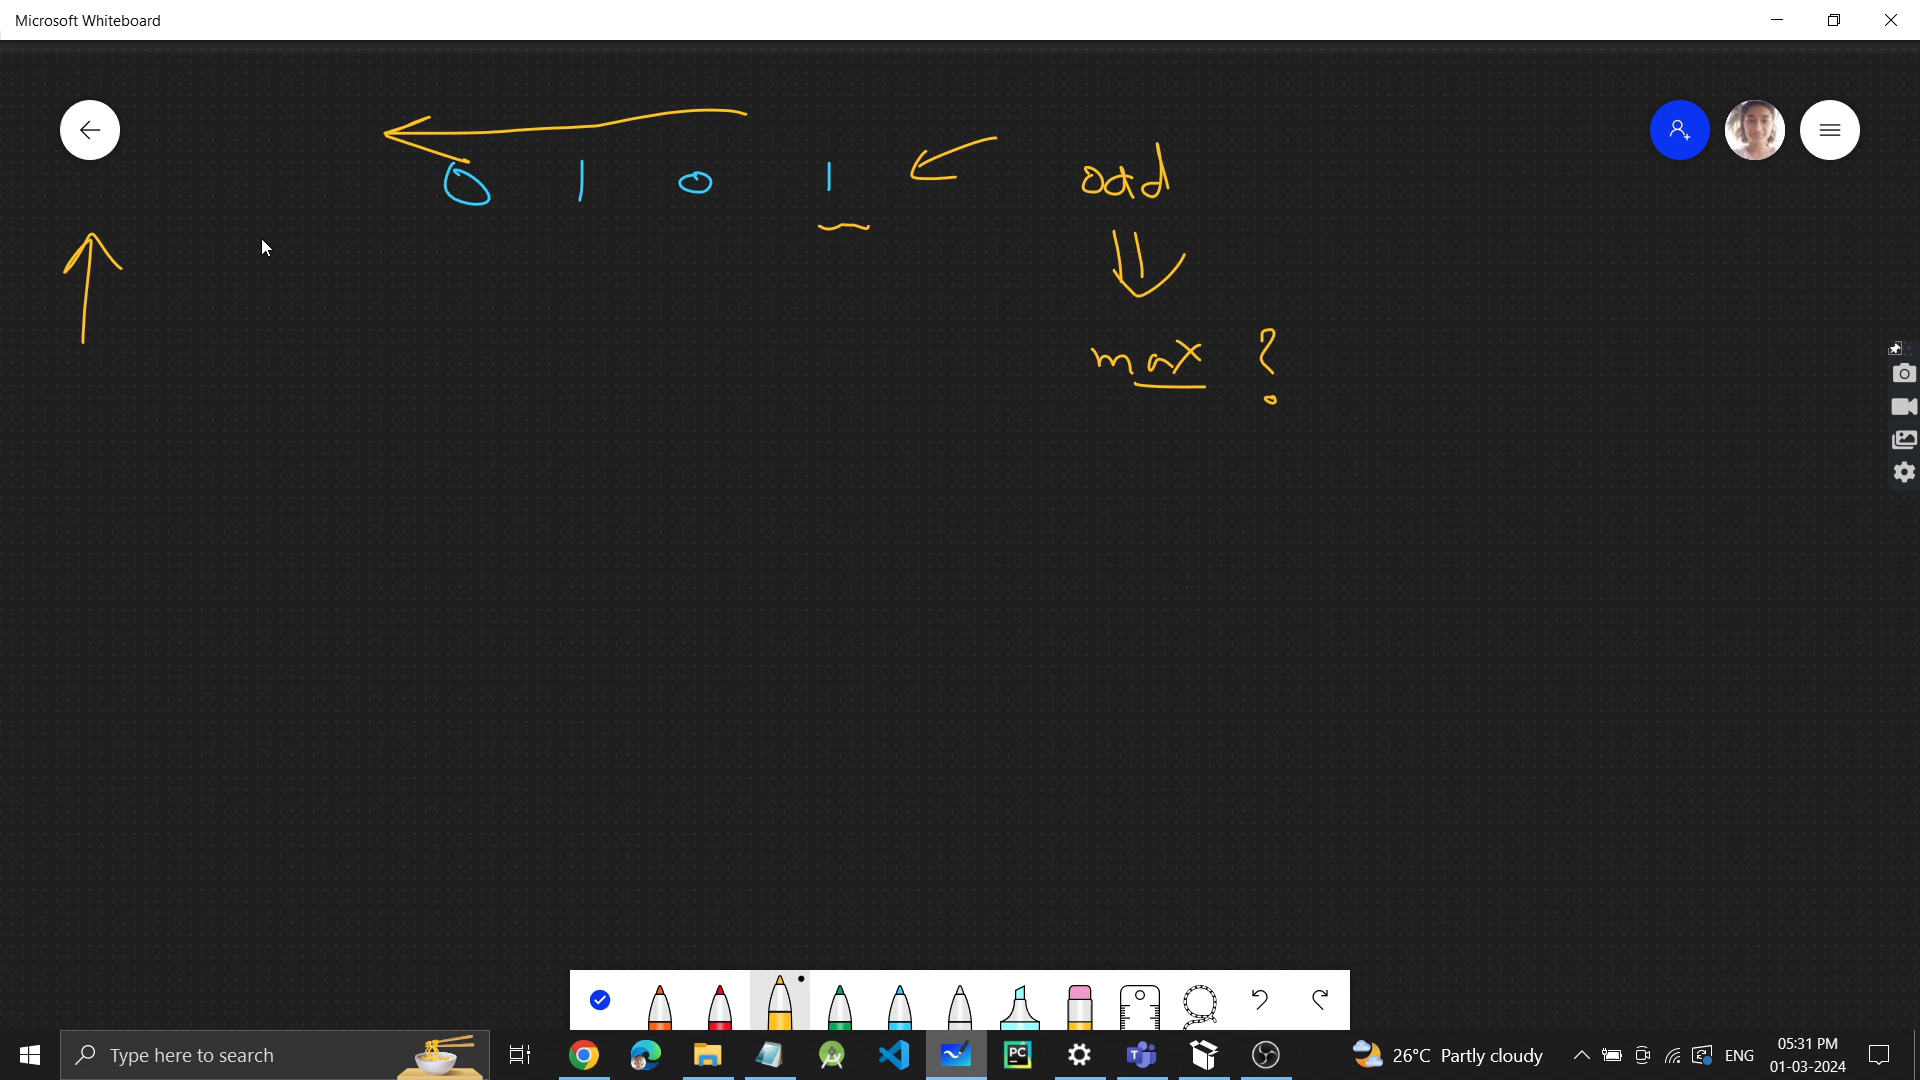 Microsoft Whiteboard
0 1 0 1 odd
max ?
Type here to search
PC
26°C Partly cloudy
ENG
05:31 PM
01-03-2024